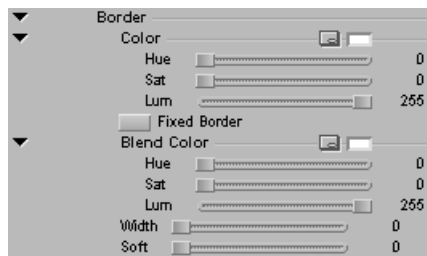 Border
Color
Hue 0
Sat 0
Lum 255
Fixed Border
Blend Color
Hue 0
Sat 0
Lum 255
Width 0
Soft 0